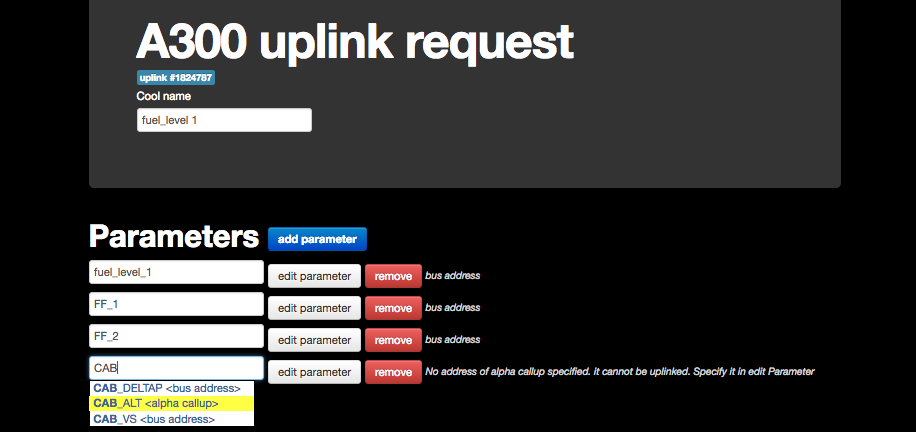 A300 uplink request
uplink #1824787
Cool name
fuel_level 1
Parameters add parameter
fuel_level_1 edit parameter remove bus address
FF_1 edit parameter remove bus address
FF_2 edit parameter remove bus address
CAB edit parameter remove No address of alpha callup specified. it cannot be uplinked. Specify it in edit Parameter
CAB_DELTAP <bus address>
CAB_ALT <alpha callup>
CAB_VS <bus address>